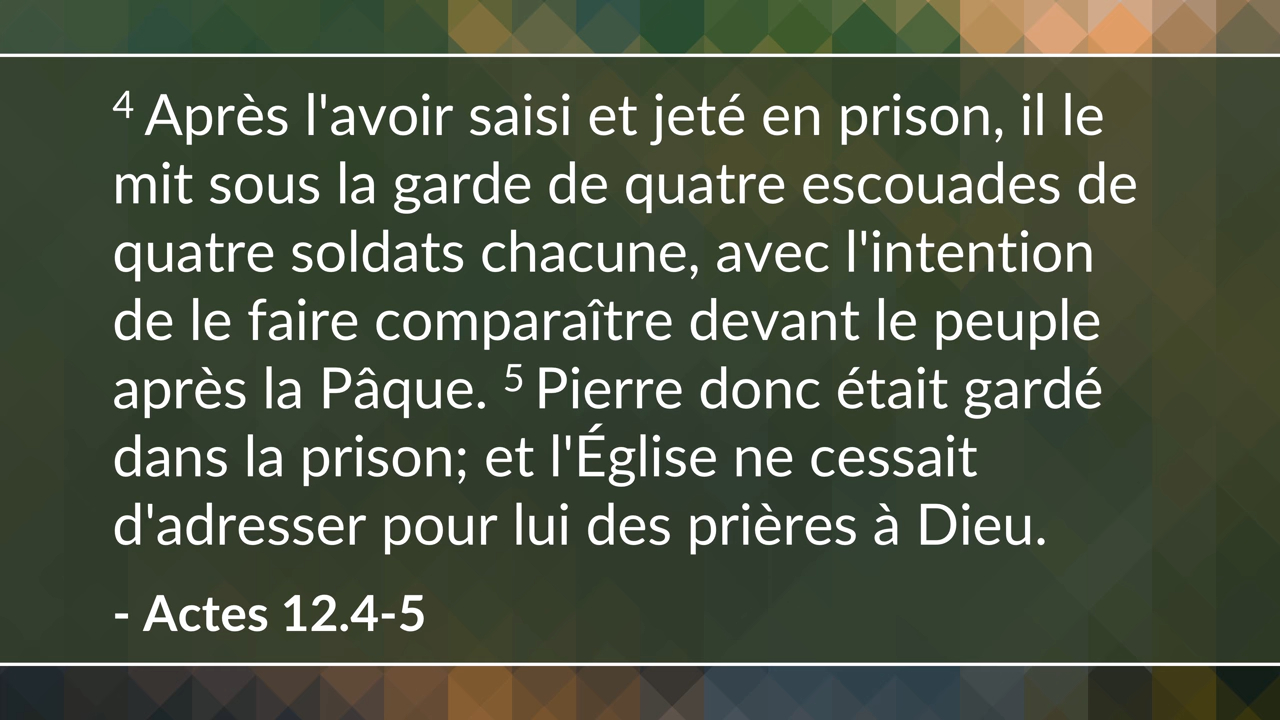 4 Après l'avoir saisi et jeté en prison, il le
mit sous la garde de quatre escouades de
quatre soldats chacune, avec l'intention
de le faire comparaître devant le peuple
après la Pâque. 5 Pierre donc était gardé
dans la prison; et l'Église ne cessait
d'adresser pour lui des prières à Dieu.
- Actes 12.4-5